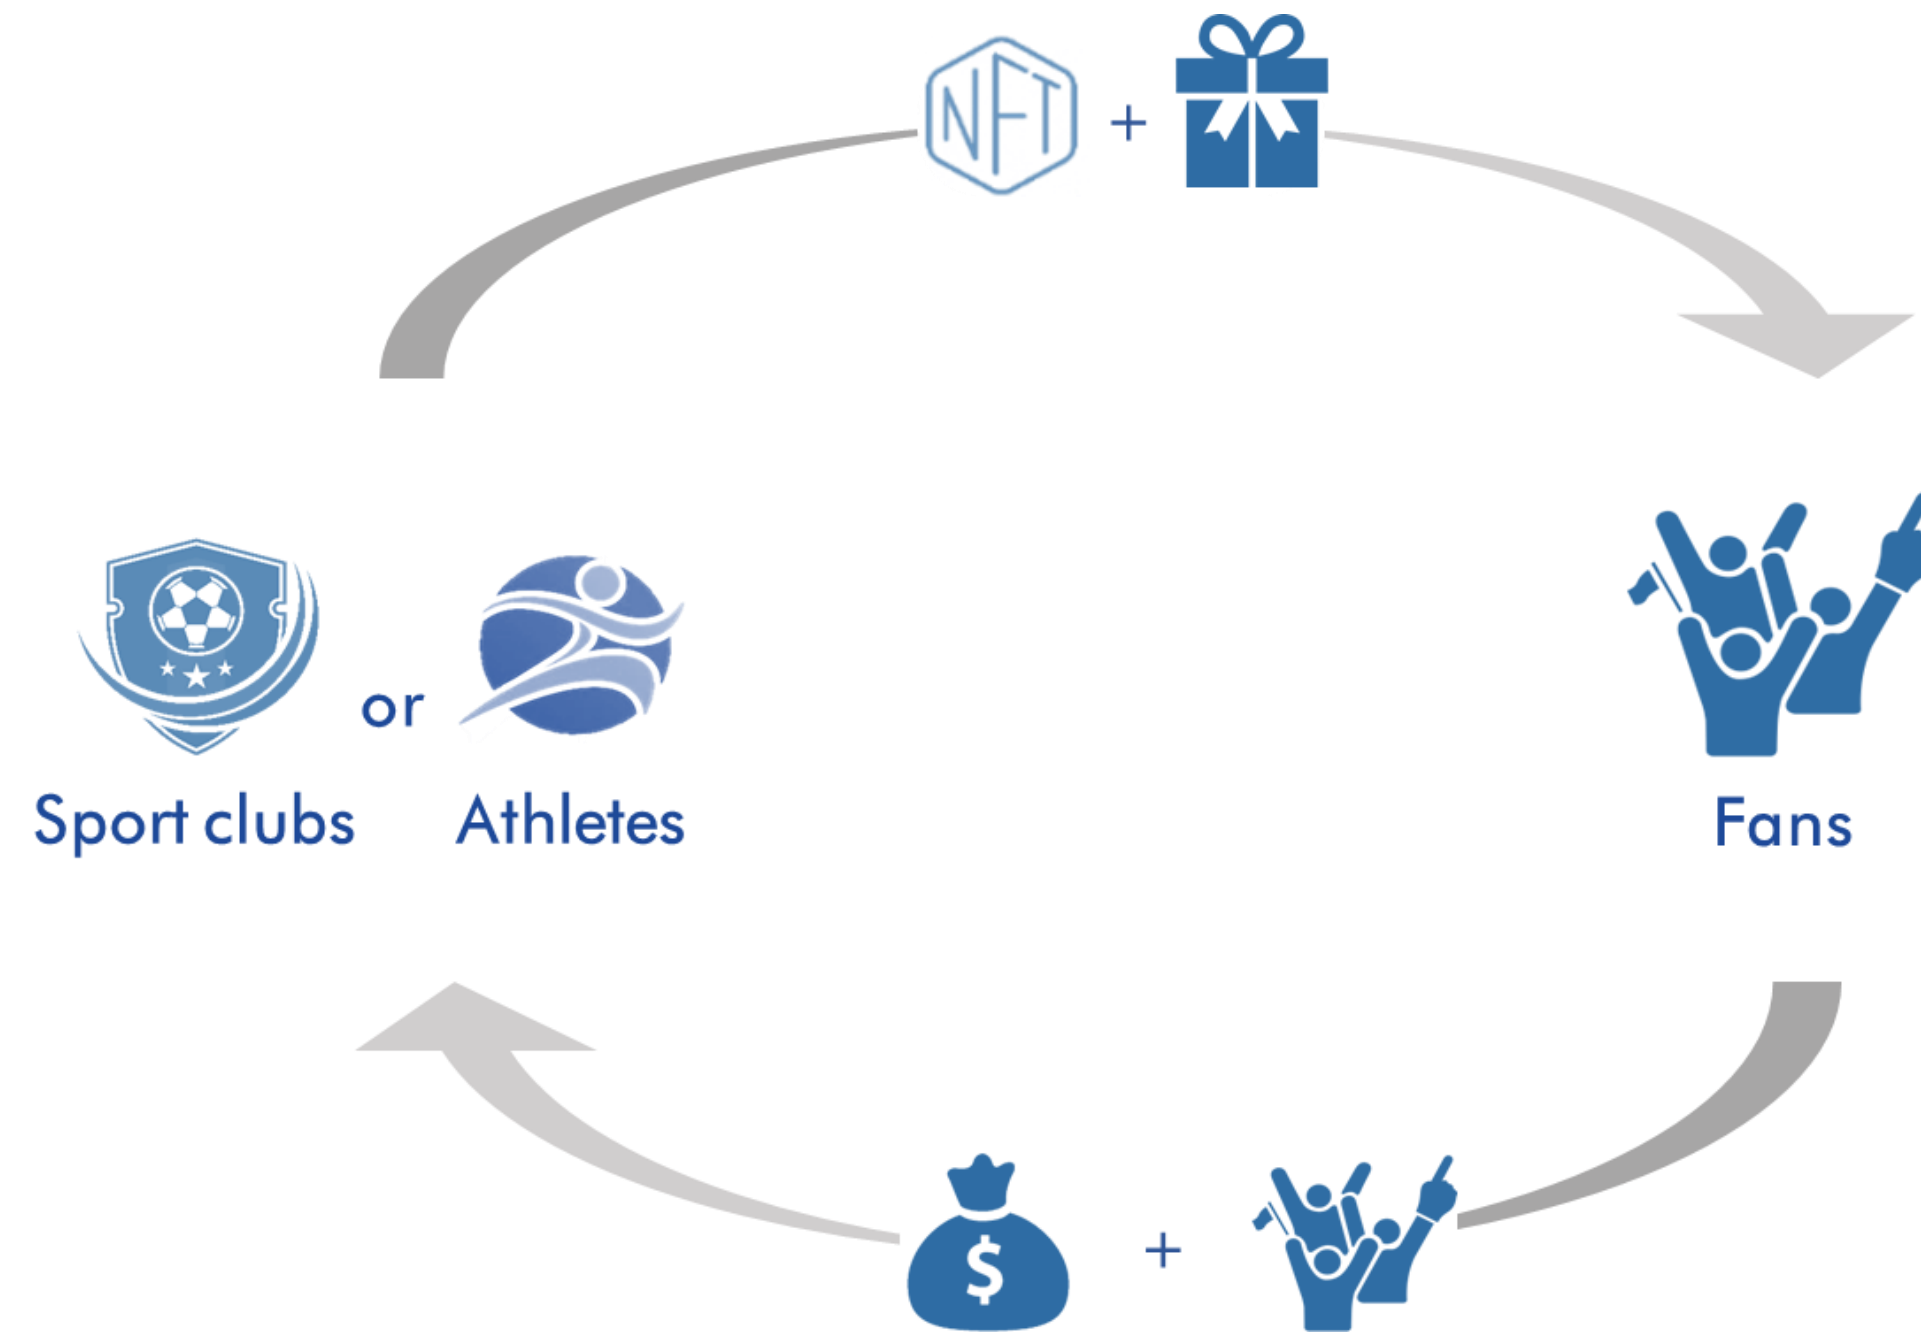 NFT
+
or
Sport clubs
Athletes
Fans
$
+